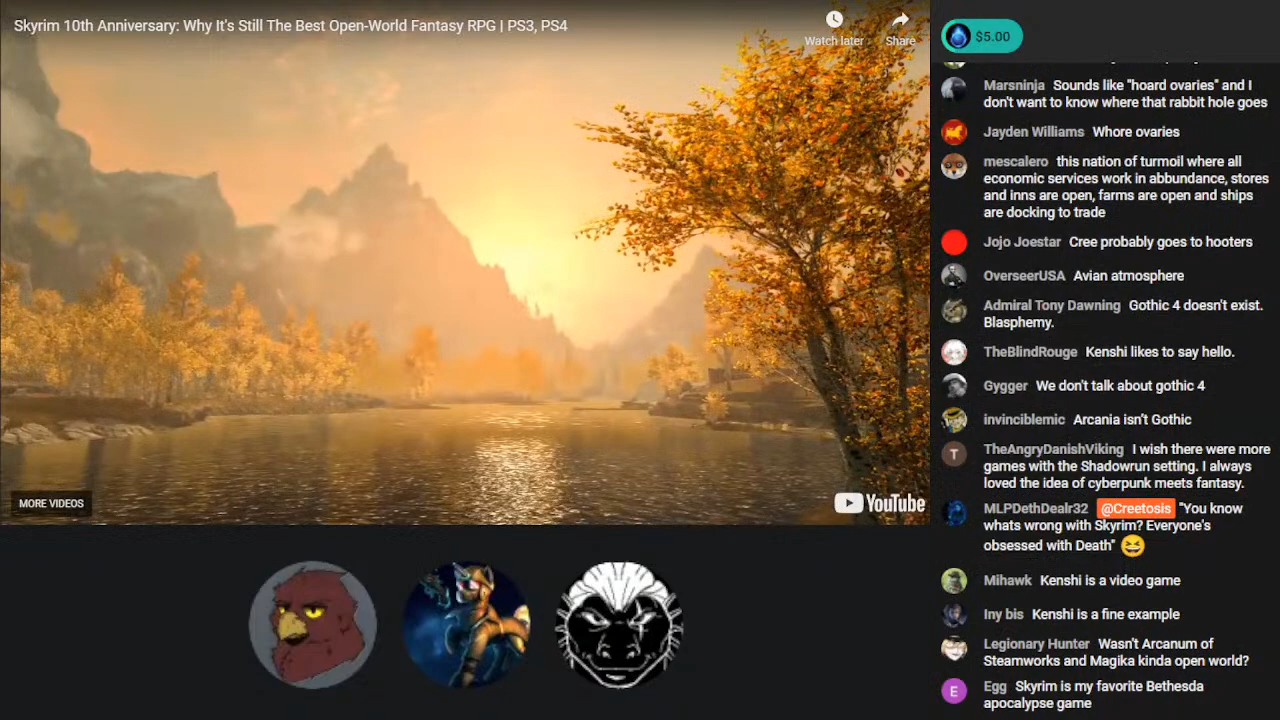 Skyrim 10th Anniversary: Why It's Still The Best Open-World Fantasy RPG | PS3, PS4
Watch later
Share
MORE VIDEOS
YouTube
$5.00
Marsninja Sounds like "hoard ovaries" and I
don't want to know where that rabbit hole goes
Jayden Williams Whore ovaries
mescalero this nation of turmoil where all
economic services work in abbundance, stores
and inns are open, farms are open and ships
are docking to trade
Jojo Joestar Cree probably goes to hooters
OverseerUSA Avian atmosphere
Admiral Tony Dawning Gothic 4 doesn't exist.
Blasphemy.
TheBlindRouge Kenshi likes to say hello.
Gygger We don't talk about gothic 4
invinciblemic Arcania isn't Gothic
T
TheAngryDanishViking I wish there were more
games with the Shadowrun setting. I always
loved the idea of cyberpunk meets fantasy.
MLPDethDealr32 @Creetosis "You know
whats wrong with Skyrim? Everyone's
obsessed with Death" 😆
Mihawk Kenshi is a video game
Iny bis Kenshi is a fine example
Legionary Hunter Wasn't Arcanum of
Steamworks and Magika kinda open world?
E
Egg Skyrim is my favorite Bethesda
apocalypse game